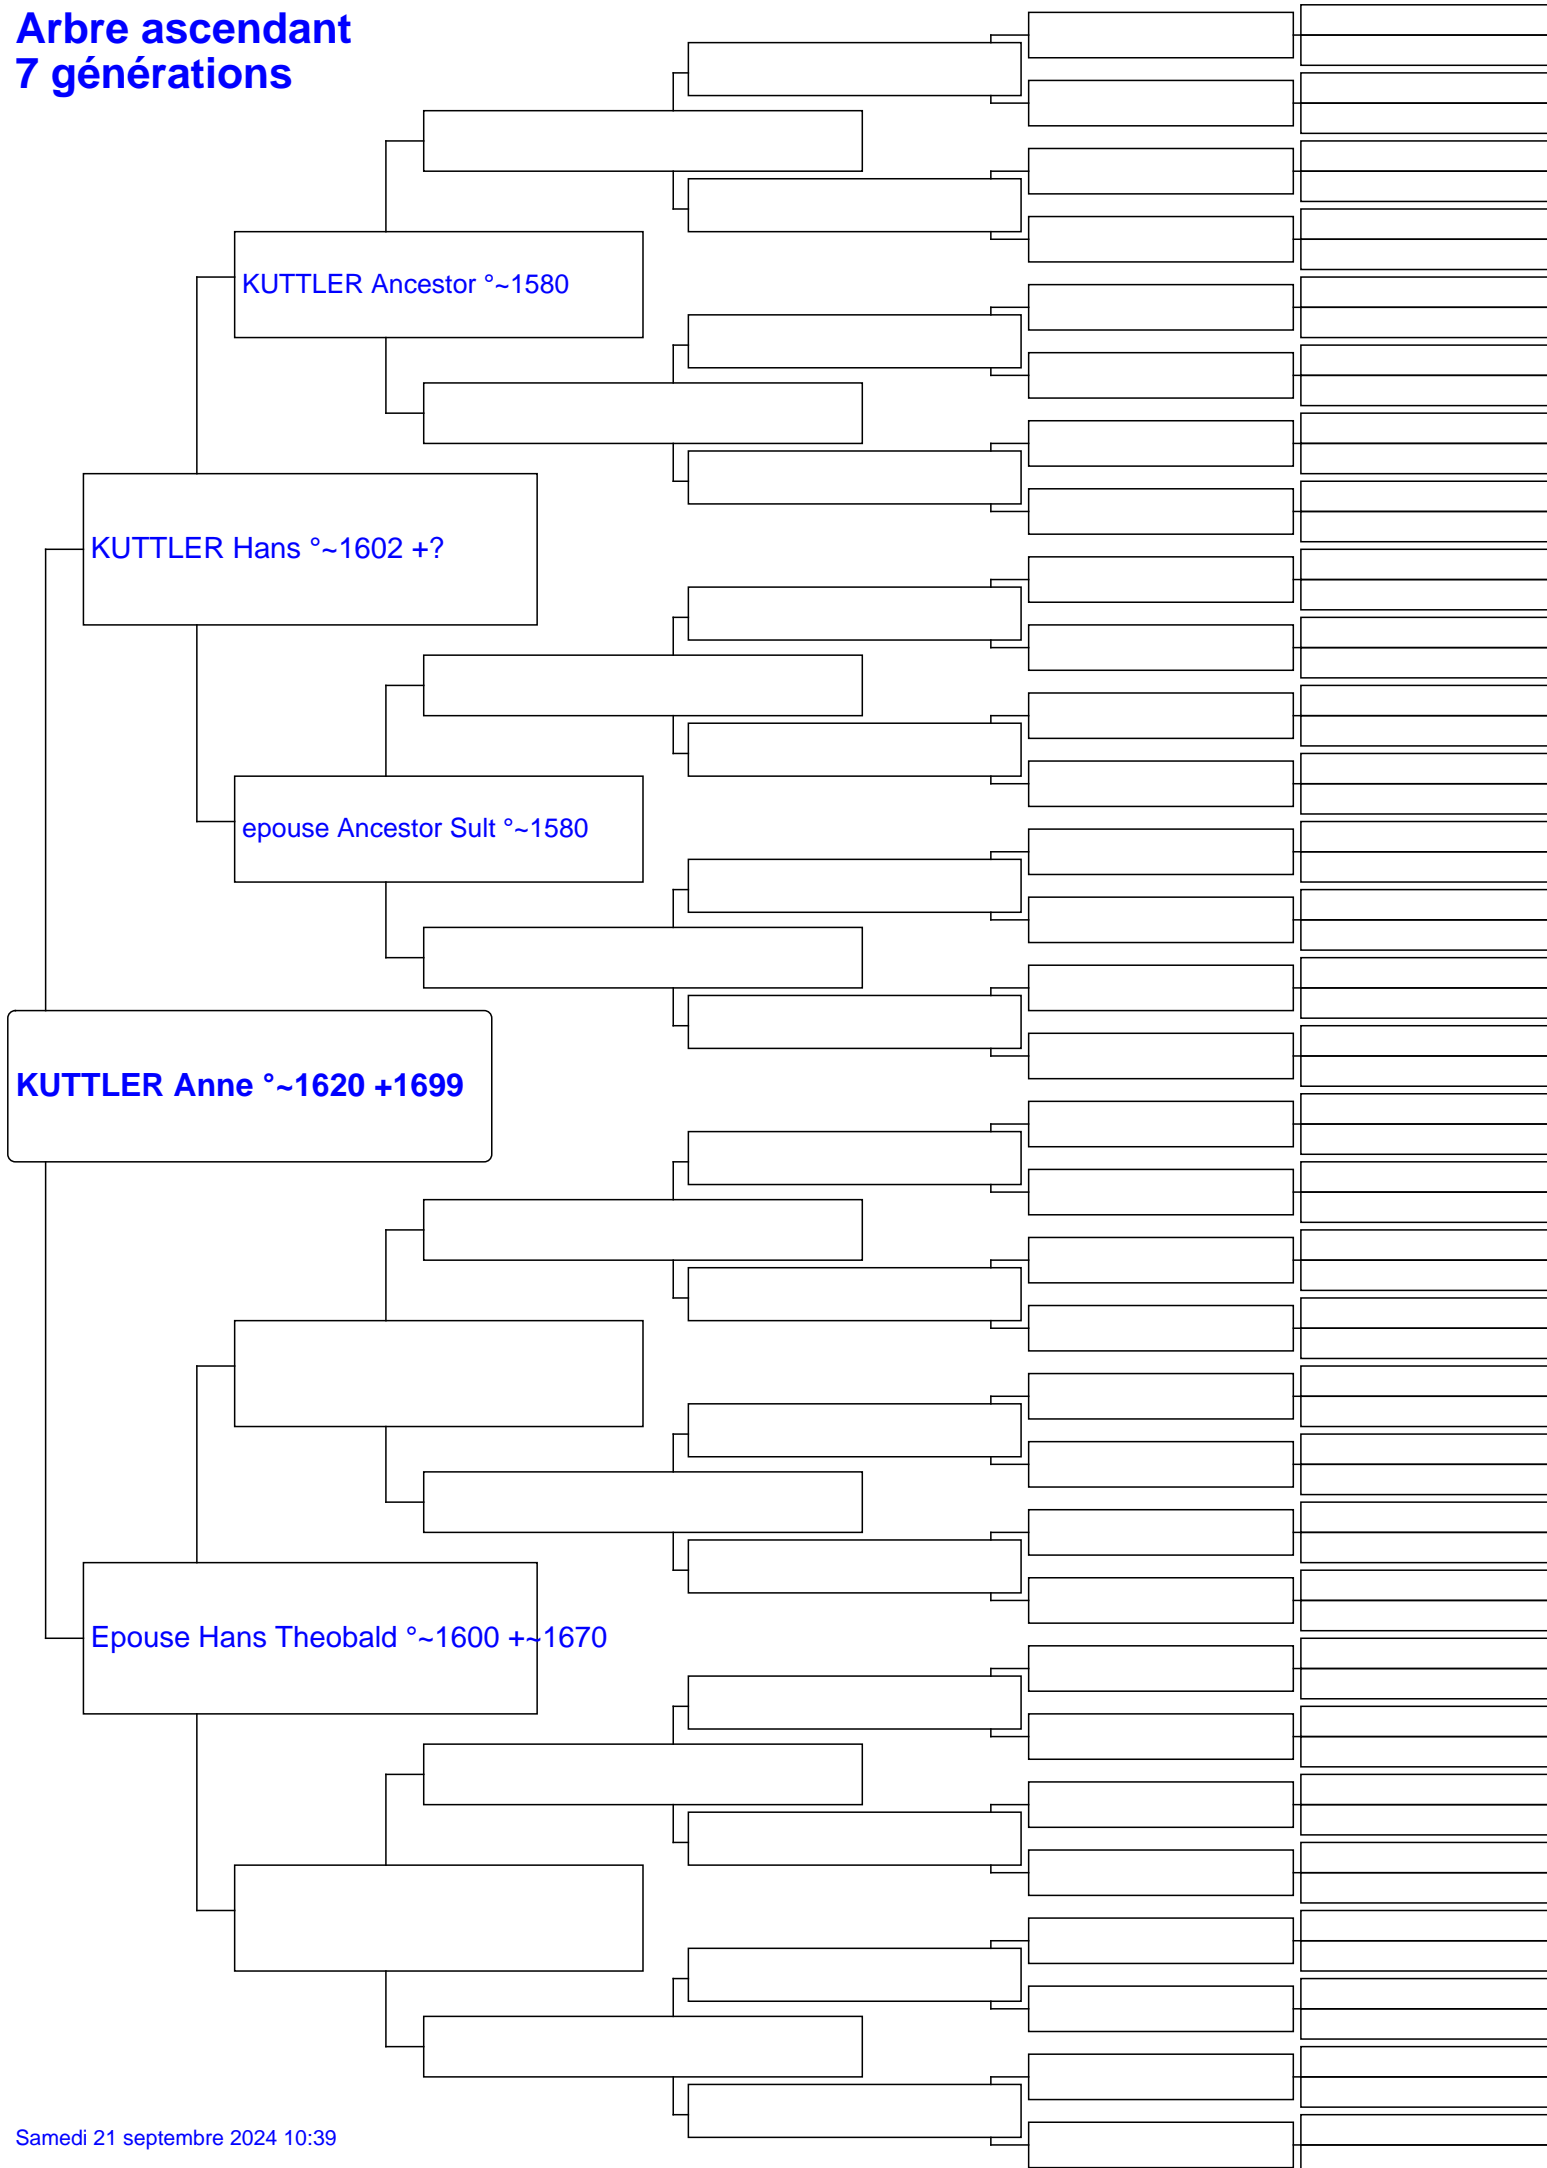 Arbre ascendant
7 générations
KUTTLER Ancestor °~1580
KUTTLER Hans °~1602 +?
epouse Ancestor Sult °~1580
KUTTLER Anne °~1620 +1699
Epouse Hans Theobald °~1600 +~1670
Samedi 21 septembre 2024 10:39